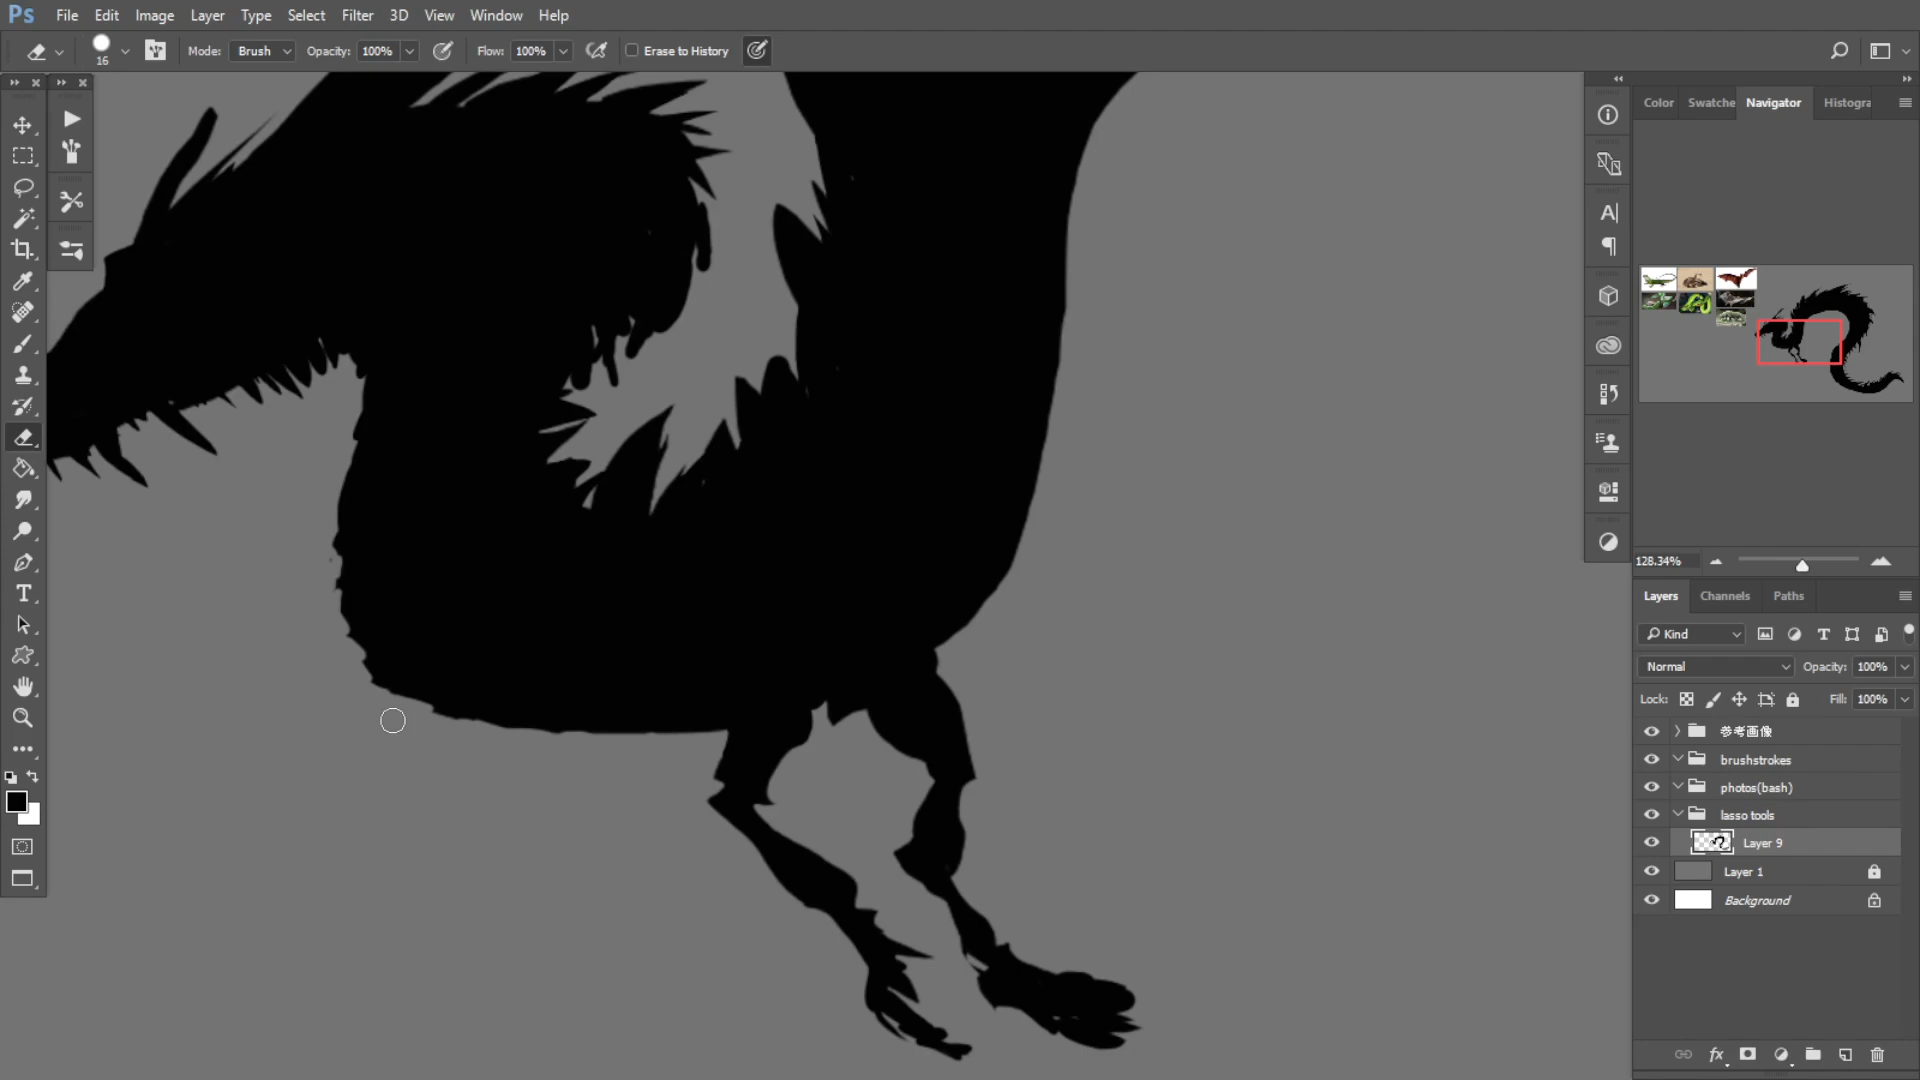 Ps File Edit Image Layer Type Select Filter 3D View Window Help
16 Mode: Brush Opacity: 100% Flow: 100% Erase to History
Color Swatche Navigator Histogra
128.34%
Layers Channels Paths
Kind
Normal Opacity: 100%
Lock: Fill: 100%
参考画像
brushstrokes
photos(bash)
lasso tools
Layer 9
Layer 1
Background